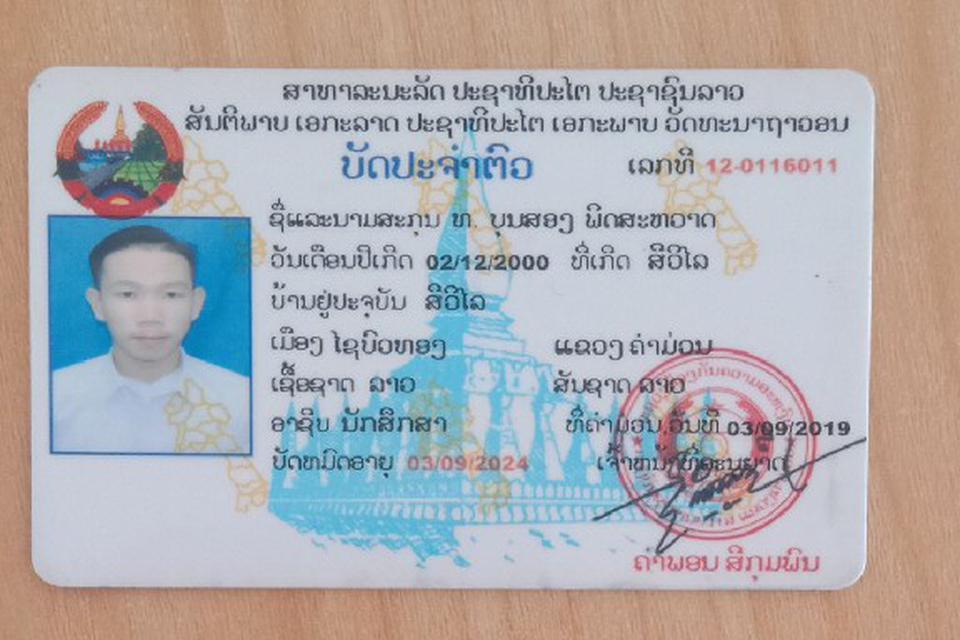 ສາທາລະນະລັດ ປະຊາທິປະໄຕ ປະຊາຊົນລາວ
ສັນຕິພາບ ເອກະລາດ ປະຊາທິປະໄຕ ເອກະພາບ ວັດທະນາຖາວອນ
ບັດປະຈຳຕົວ ເລກທີ 12-0116011
ຊື່ແລະນາມສະກຸນ ທ. ບຸນສອງ ພິດສະຫວາດ
ວັນເດືອນປີເກີດ 02/12/2000 ທີ່ເກີດ ສີວິໄລ
ບ້ານຢູ່ປະຈຸບັນ ສີວິໄລ
ເມືອງ ໄຊບົວທອງ ແຂວງ ຄຳມ່ວນ
ເຊື້ອຊາດ ລາວ ສັນຊາດ ລາວ
ອາຊີບ ນັກສຶກສາ ທີ່ຄຳມ່ວນ ວັນທີ 03/09/2019
ບັດຫມົດອາຍຸ 03/09/2024 ເຈົ້າຫນ້າທີ່ອະນຸຍາດ
ຄຳພອນ ສີກຸມພົນ